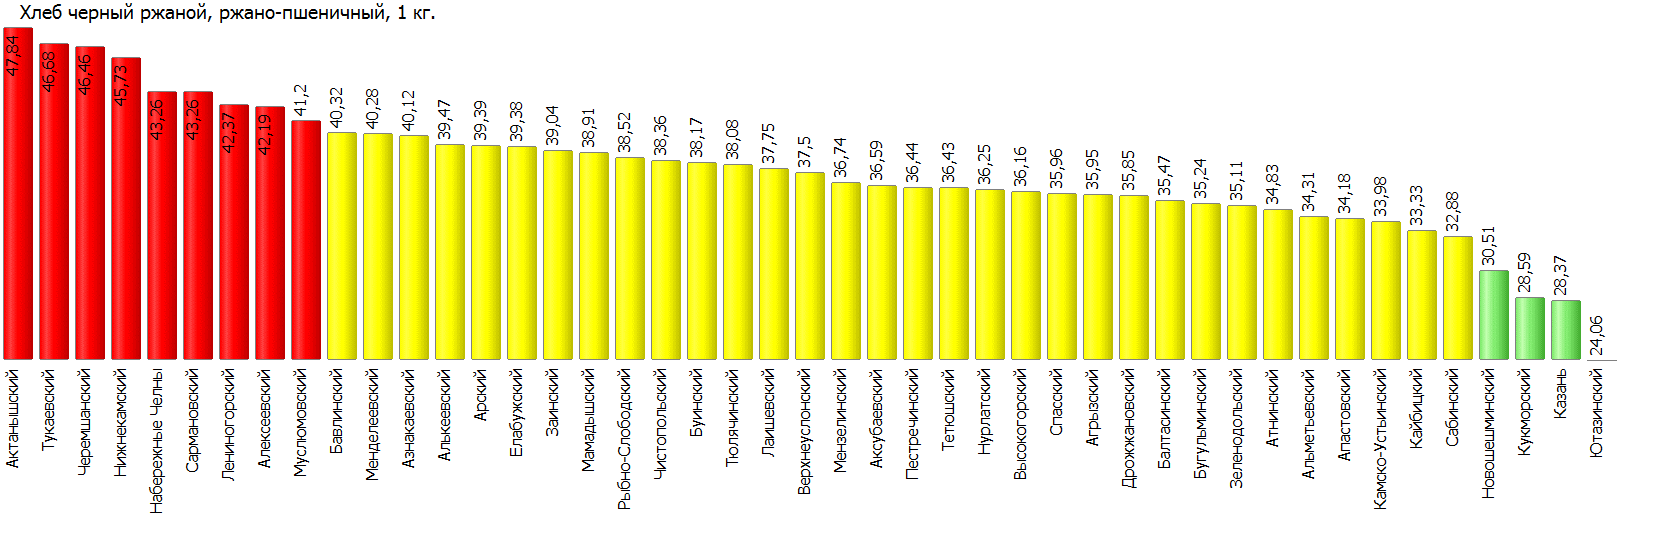 Хлеб черный ржаной, ржано-пшеничный, 1 кг.
47,84
46,68
46,46
45,73
43,26
43,26
42,37
42,19
41,2
40,32
40,28
40,12
39,47
39,39
39,38
39,04
38,91
38,52
38,36
38,17
38,08
37,75
37,5
36,74
36,59
36,44
36,43
36,25
36,16
35,96
35,95
35,85
35,47
35,24
35,11
34,83
34,31
34,18
33,98
33,33
32,88
30,51
28,59
28,37
24,06
Актанышский
Тукаевский
Черемшанский
Нижнекамский
Набережные Челны
Сармановский
Лениногорский
Алексеевский
Муслюмовский
Бавлинский
Менделеевский
Азнакаевский
Алькеевский
Арский
Елабужский
Заинский
Мамадышский
Рыбно-Слободский
Чистопольский
Буинский
Тюлячинский
Лаишевский
Верхнеуслонский
Мензелинский
Аксубаевский
Пестречинский
Тетюшский
Нурлатский
Высокогорский
Спасский
Агрызский
Дрожжановский
Балтасинский
Бугульминский
Зеленодольский
Атнинский
Альметьевский
Апастовский
Камско-Устьинский
Кайбицкий
Сабинский
Новошешминский
Кукморский
Казань
Ютазинский